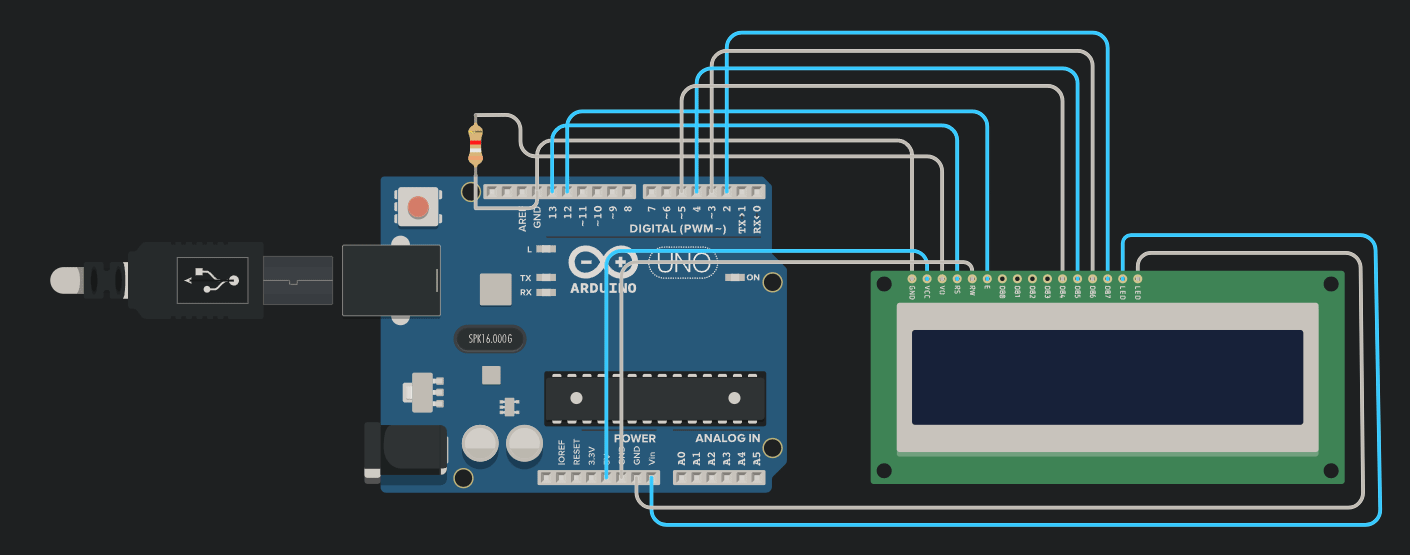 AREF
GND
13
12
~11
~10
~9
8
7
~6
~5
4
~3
2
TX>1
RX<0
DIGITAL (PWM~)
L
TX
RX
ON
UNO
ARDUINO
SPK16.000G
POWER
ANALOG IN
IOREF
RESET
3.3V
5V
GND
GND
Vin
A0
A1
A2
A3
A4
A5
GND
VCC
VO
RS
RW
E
DB0
DB1
DB2
DB3
DB4
DB5
DB6
DB7
LED
LED